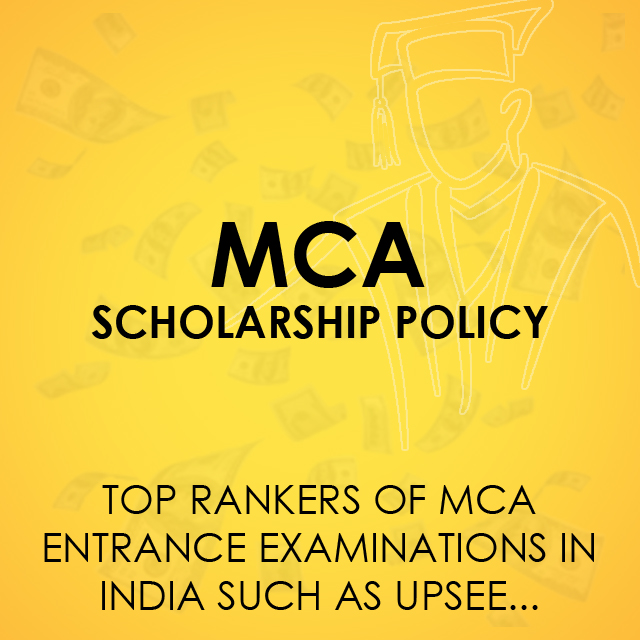 MCA
SCHOLARSHIP POLICY
TOP RANKERS OF MCA
ENTRANCE EXAMINATIONS IN
INDIA SUCH AS UPSEE...